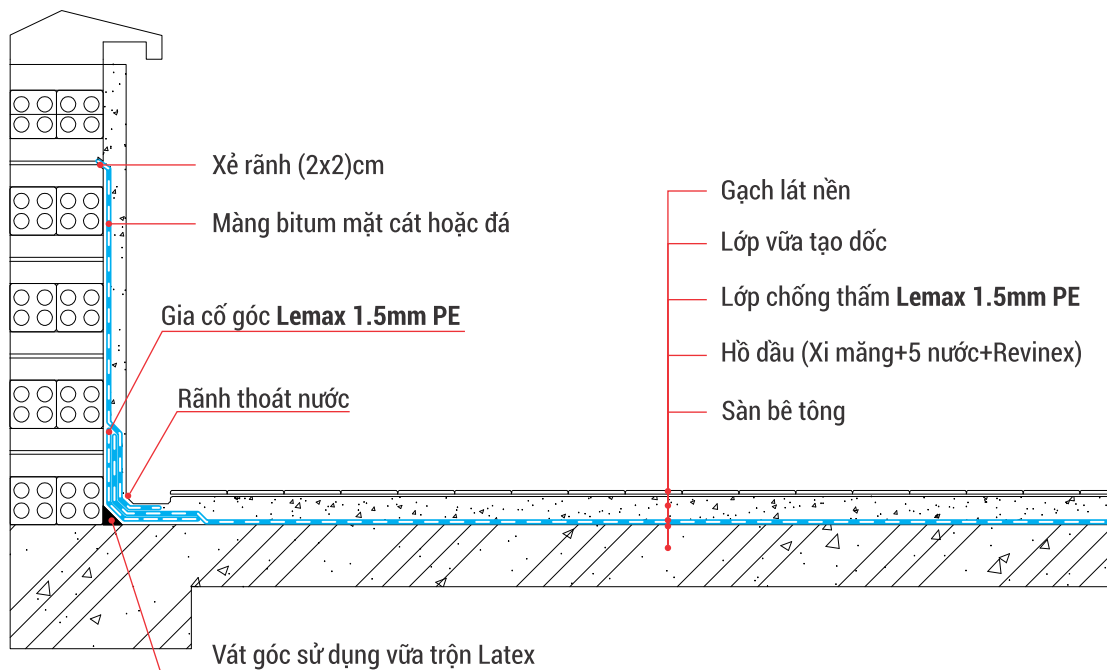 Xẻ rãnh (2x2)cm
Màng bitum mặt cát hoặc đá
Gia cố góc Lemax 1.5mm PE
Rãnh thoát nước
Gạch lát nền
Lớp vữa tạo dốc
Lớp chống thấm Lemax 1.5mm PE
Hồ dầu (Xi măng+5 nước+Revinex)
Sàn bê tông
Vát góc sử dụng vữa trộn Latex